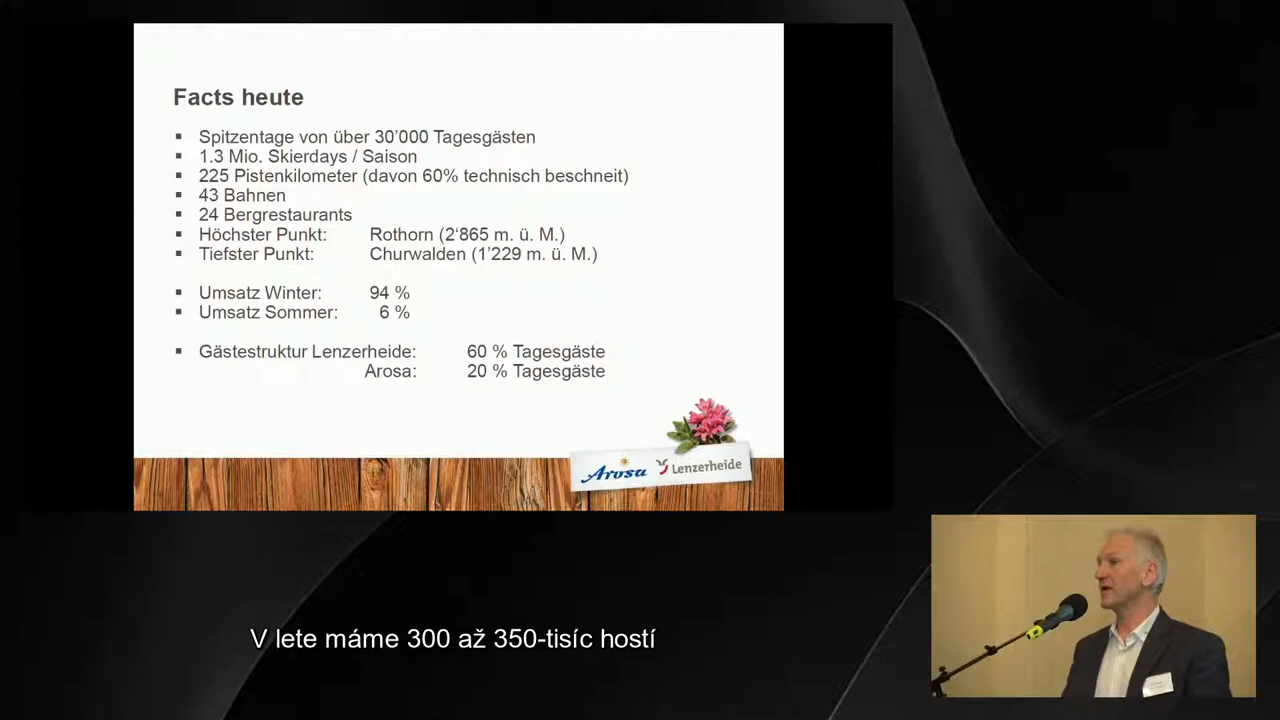 Facts heute
▪ Spitzentage von über 30’000 Tagesgästen
▪ 1.3 Mio. Skierdays / Saison
▪ 225 Pistenkilometer (davon 60% technisch beschneit)
▪ 43 Bahnen
▪ 24 Bergrestaurants
▪ Höchster Punkt: Rothorn (2‘865 m. ü. M.)
▪ Tiefster Punkt: Churwalden (1’229 m. ü. M.)
▪ Umsatz Winter: 94 %
▪ Umsatz Sommer: 6 %
▪ Gästestruktur Lenzerheide: 60 % Tagesgäste
Arosa: 20 % Tagesgäste
Arosa Lenzerheide
V lete máme 300 až 350-tisíc hostí